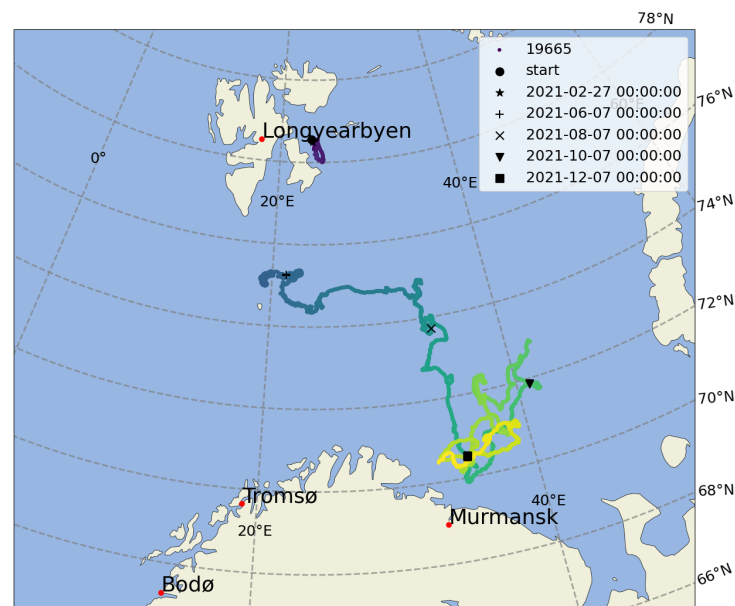 78°N
19665
start
2021-02-27 00:00:00
2021-06-07 00:00:00
2021-08-07 00:00:00
2021-10-07 00:00:00
2021-12-07 00:00:00
60°E
76°N
Longyearbyen
0°
40°E
20°E
74°N
72°N
70°N
68°N
Tromsø
40°E
Murmansk
20°E
66°N
Bodø